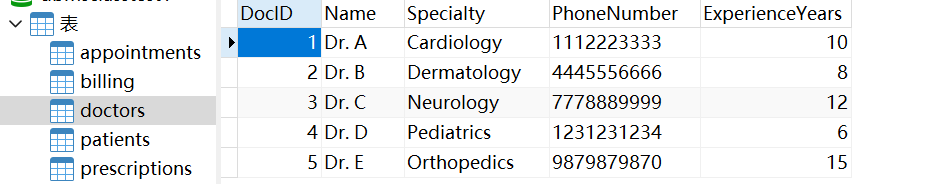 表
appointments
billing
doctors
patients
prescriptions
DocID Name Specialty PhoneNumber ExperienceYears
1 Dr. A Cardiology 1112223333 10
2 Dr. B Dermatology 4445556666 8
3 Dr. C Neurology 7778889999 12
4 Dr. D Pediatrics 1231231234 6
5 Dr. E Orthopedics 9879879870 15